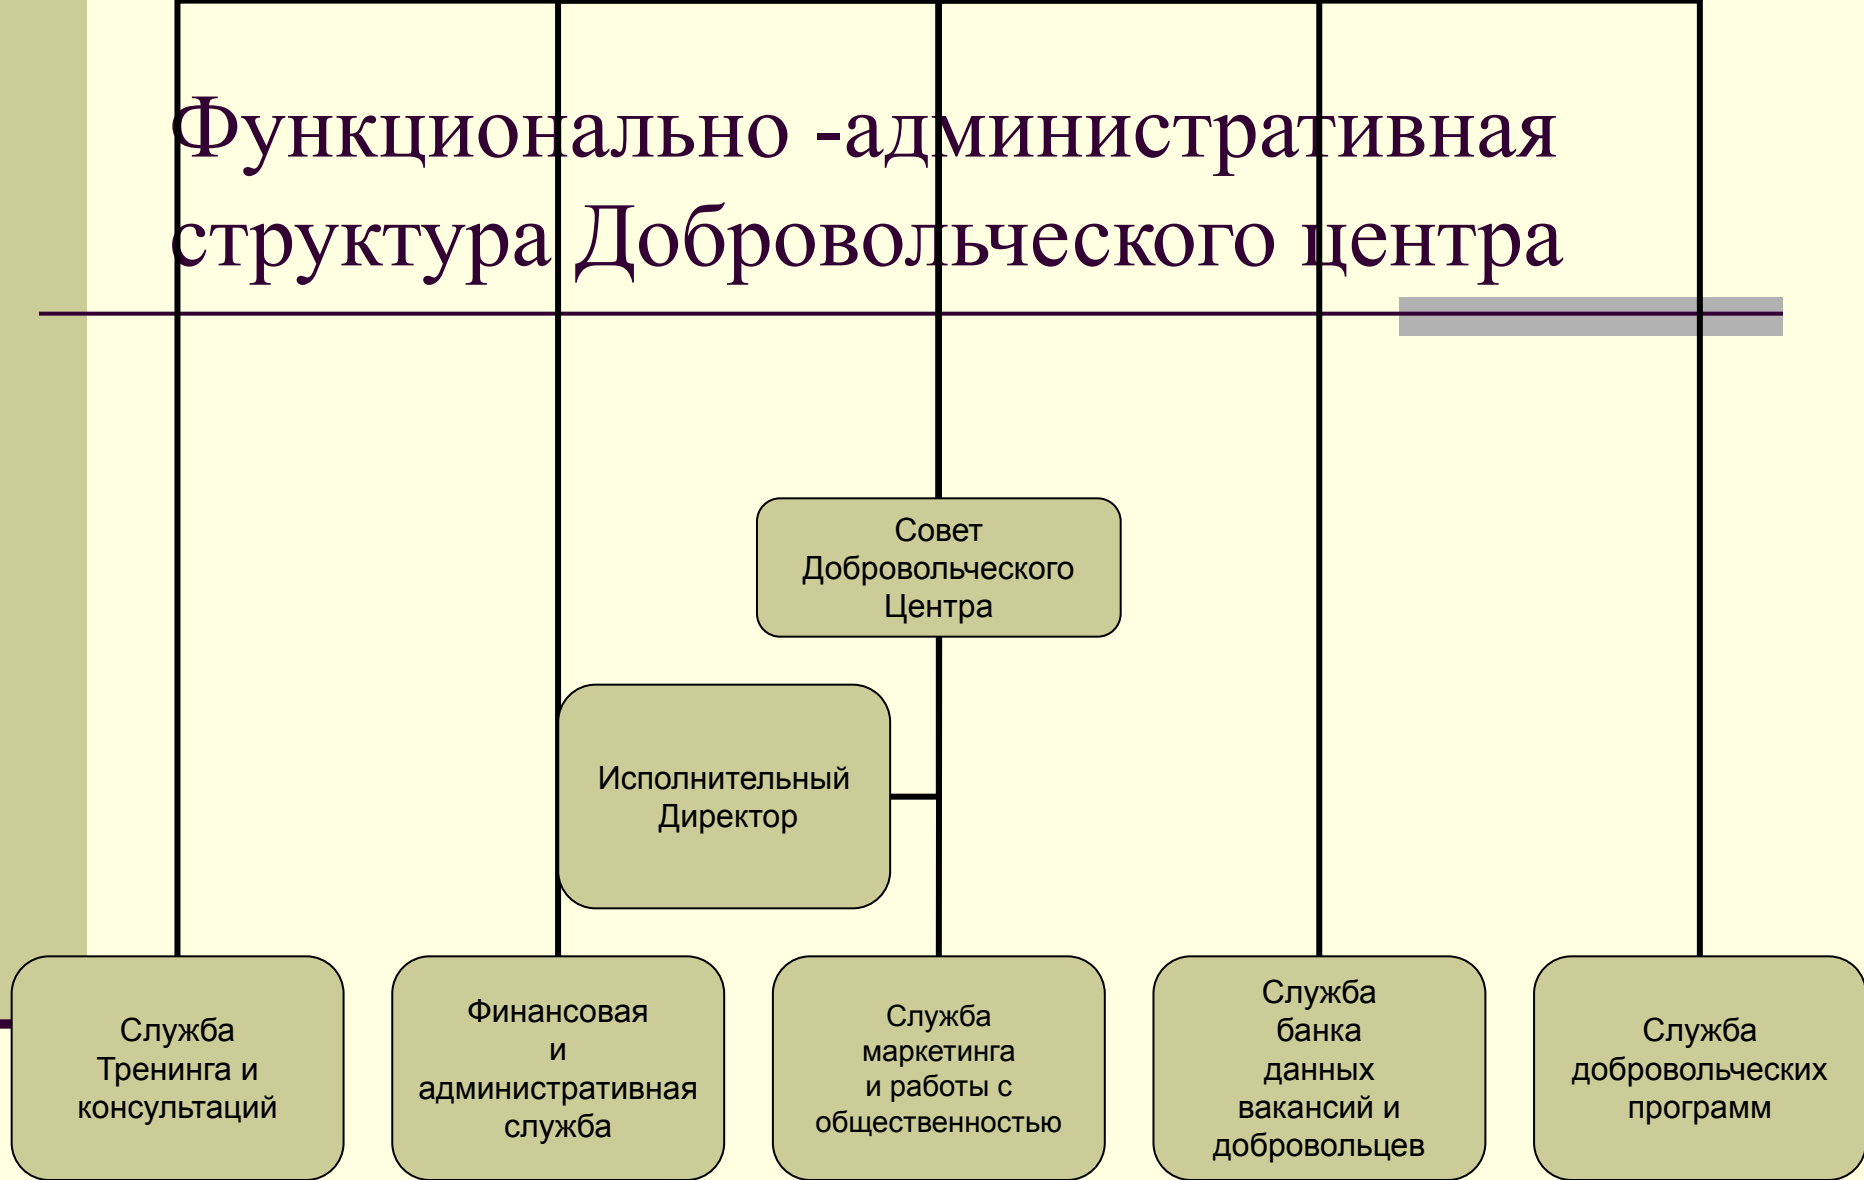 Функционально -административная
структура Добровольческого центра
Совет
Добровольческого
Центра
Исполнительный
Директор
Служба
Тренинга и
консультаций
Финансовая
и
административная
служба
Служба
маркетинга
и работы с
общественностью
Служба
банка
данных
вакансий и
добровольцев
Служба
добровольческих
программ